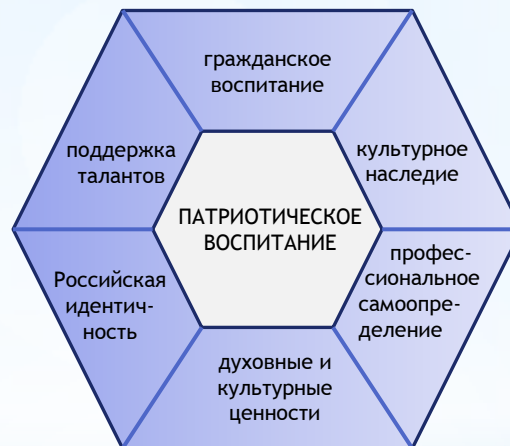 гражданское
воспитание
культурное
наследие
профес-
сиональное
самоопре-
деление
духовные и
культурные
ценности
Российская
идентич-
ность
поддержка
талантов
ПАТРИОТИЧЕСКОЕ
ВОСПИТАНИЕ